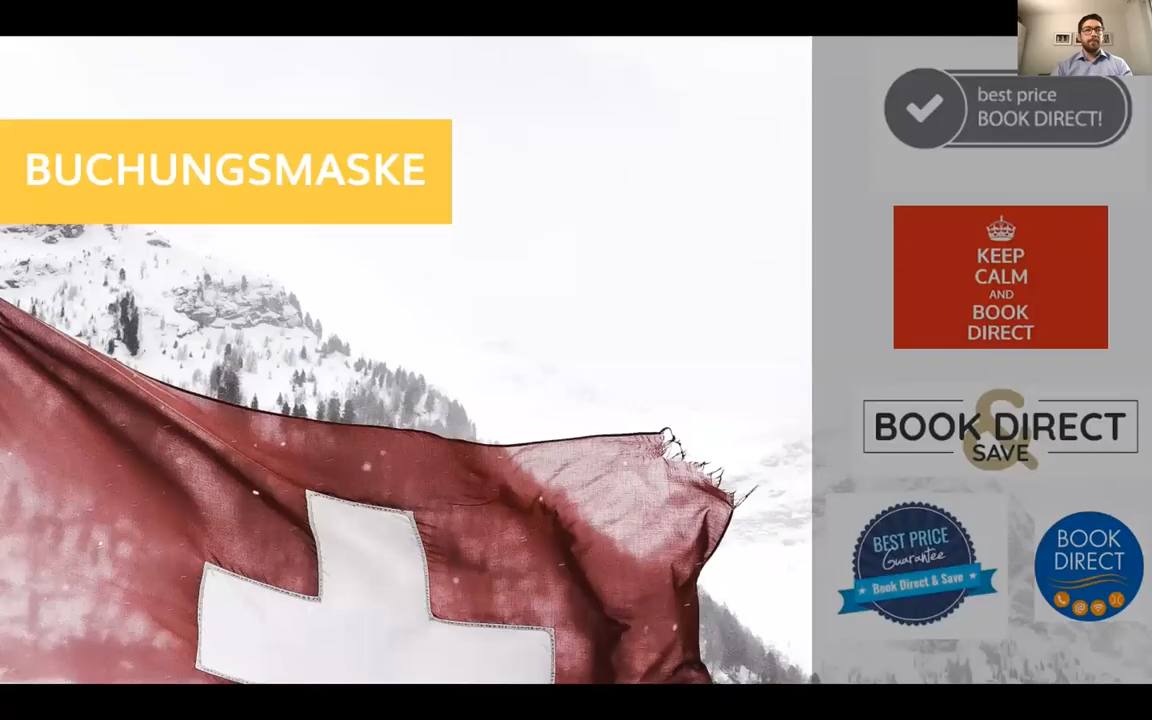 BUCHUNGSMASKE
best price
BOOK DIRECT!
KEEP
CALM
AND
BOOK
DIRECT
&
BOOK DIRECT
SAVE
BEST PRICE
Guarantee
Book Direct & Save
BOOK
DIRECT